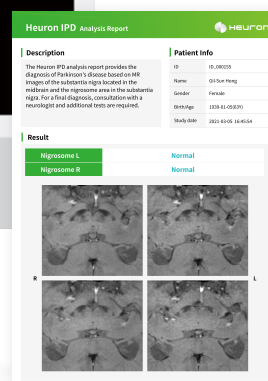 Heuron IPD Analysis Report
HEURON
Description
The Heuron IPD analysis report provides the
diagnosis of Parkinson's disease based on MR
images of the substantia nigra located in the
midbrain and the nigrosome area in the substantia
nigra. For a final diagnosis, consultation with a
neurologist and additional tests are required.
Patient Info
ID ID_000155
Name Gil-Sun Hong
Gender Female
Birth/Age 1938-01-05(83Y)
Study date 2021-03-05 16:45:54
Result
Nigrosome L Normal
Nigrosome R Normal
R
L